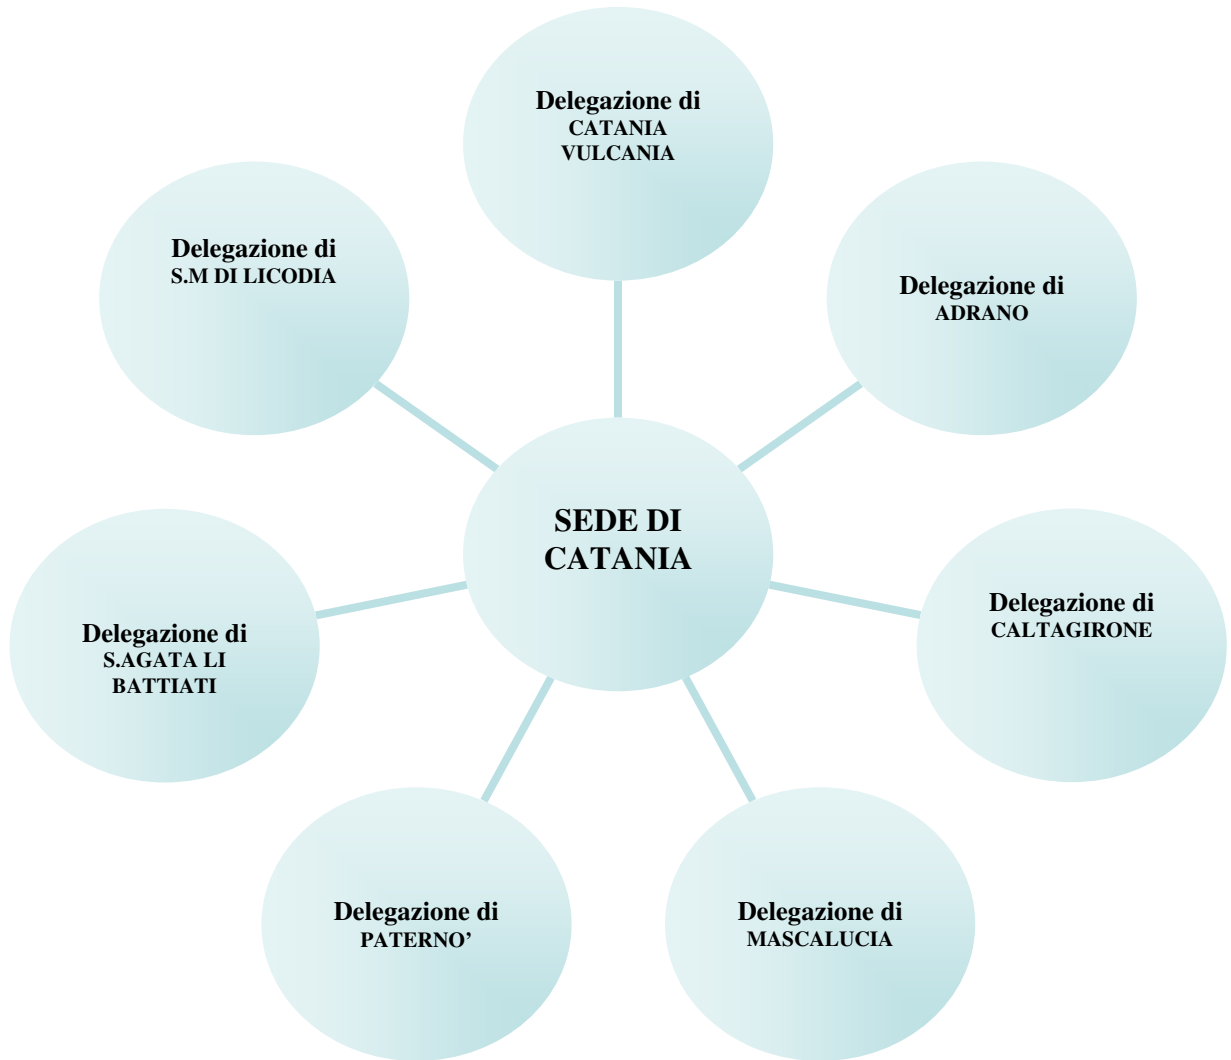 Delegazione di
CATANIA
VULCANIA
Delegazione di
S.M DI LICODIA
Delegazione di
ADRANO
SEDE DI
CATANIA
Delegazione di
CALTAGIRONE
Delegazione di
S.AGATA LI
BATTIATI
Delegazione di
PATERNO’
Delegazione di
MASCALUCIA